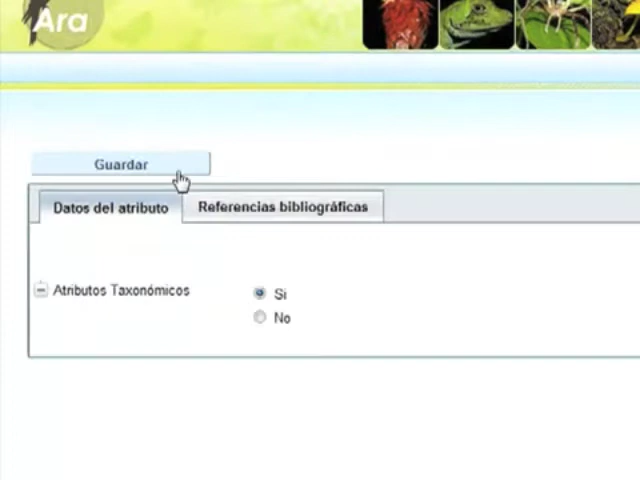 Ara
Guardar
Datos del atributo
Referencias bibliográficas
Atributos Taxonómicos
Si
No